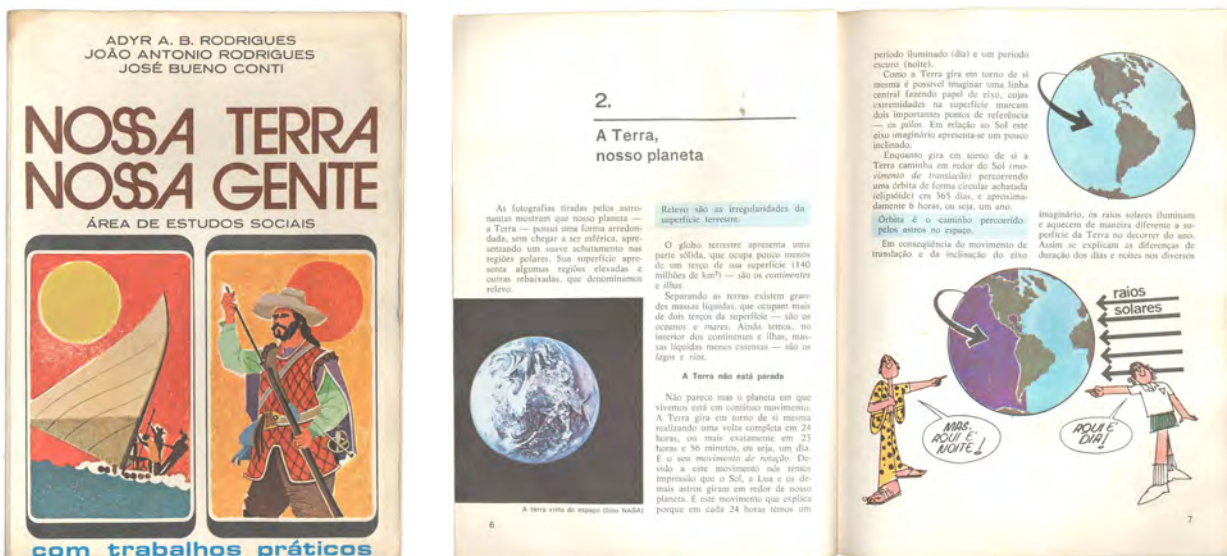 ADYR A. B. RODRIGUES
JOÃO ANTONIO RODRIGUES
JOSÉ BUENO CONTI
NOSSA TERRA
NOSSA GENTE
ÁREA DE ESTUDOS SOCIAIS
com trabalhos práticos
2.
A Terra,
nosso planeta
As fotografias tiradas pelos astro-
nautas mostram que nosso planeta —
a Terra — possui uma forma arredon-
dada, sem chegar a ser esférica, apre-
sentando um suave achatamento nas
regiões polares. Sua superfície apre-
senta algumas regiões elevadas e
outras rebaixadas, que denominamos
relevo.
A terra vista do espaço (foto NASA)
6
Relevo são as irregularidades da
superfície terrestre.
O globo terrestre apresenta uma
parte sólida, que ocupa pouco menos
de um terço de sua superfície (140
milhões de km²) — são os continentes
e ilhas.
Separando as terras existem gran-
des massas líquidas, que ocupam mais
de dois terços da superfície — são os
oceanos e mares. Ainda temos, no
interior dos continentes e ilhas, mas-
sas líquidas menos extensas — são os
lagos e rios.
A Terra não está parada
Não parece mas o planeta em que
vivemos está em contínuo movimento.
A Terra gira em torno de si mesma
realizando uma volta completa em 24
horas, ou mais exatamente em 23
horas e 56 minutos, ou seja, um dia.
É o seu movimento de rotação. De-
vido a este movimento nós temos
impressão que o Sol, a Lua e os de-
mais astros giram em redor de nosso
planeta. É este movimento que explica
porque em cada 24 horas temos um
período iluminado (dia) e um período
escuro (noite).
Como a Terra gira em torno de si
mesma é possível imaginar uma linha
central fazendo papel de eixo, cujas
extremidades na superfície marcam
dois importantes pontos de referência
— os pólos. Em relação ao Sol este
eixo imaginário apresenta-se um pouco
inclinado.
Enquanto gira em torno de si a
Terra caminha em redor do Sol (mo-
vimento de translação) percorrendo
uma órbita de forma circular achatada
(elipsóide) em 365 dias, e aproxima-
damente 6 horas, ou seja, um ano.
Órbita é o caminho percorrido
pelos astros no espaço.
Em conseqüência do movimento de
translação e da inclinação do eixo
imaginário, os raios solares iluminam
e aquecem de maneira diferente a su-
perfície da Terra no decorrer do ano.
Assim se explicam as diferenças de
duração dos dias e noites nos diversos
raios
solares
MAS,
AQUI É
NOITE!
AQUI É
DIA!
7